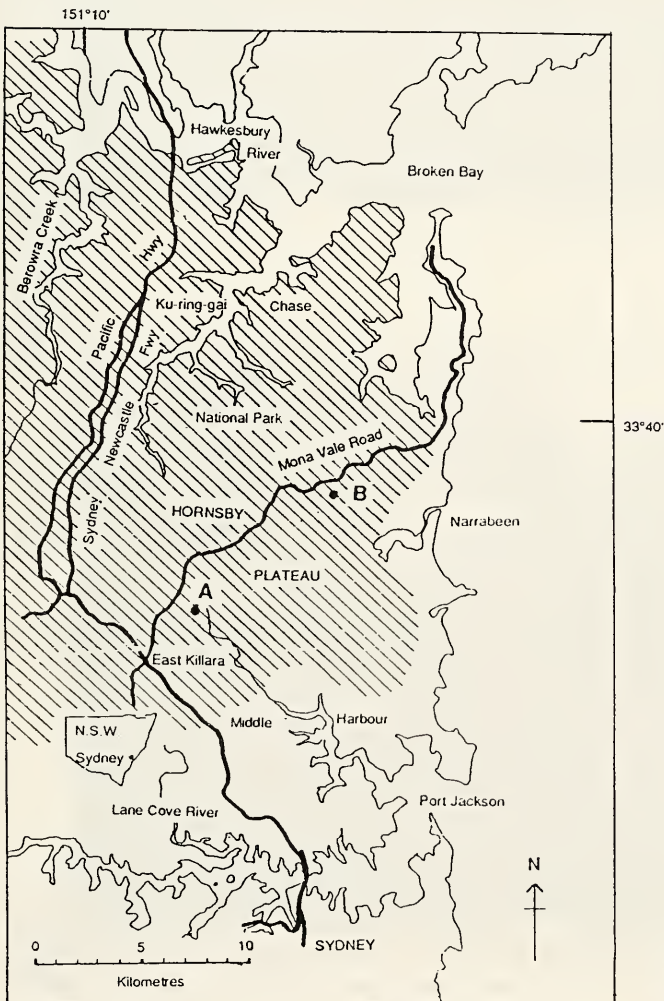 151°10'
Hawkesbury
River
Broken Bay
Berowra Creek
Hwy
Ku-ring-gai
Chase
Pacific
Fwy
Newcastle
National Park
33°40'
Mona Vale Road
B
HORNSBY
Narrabeen
Sydney
PLATEAU
A
East Killara
Middle
Harbour
N.S.W
Sydney
Port Jackson
Lane Cove River
N
0 5 10
SYDNEY
Kilometres